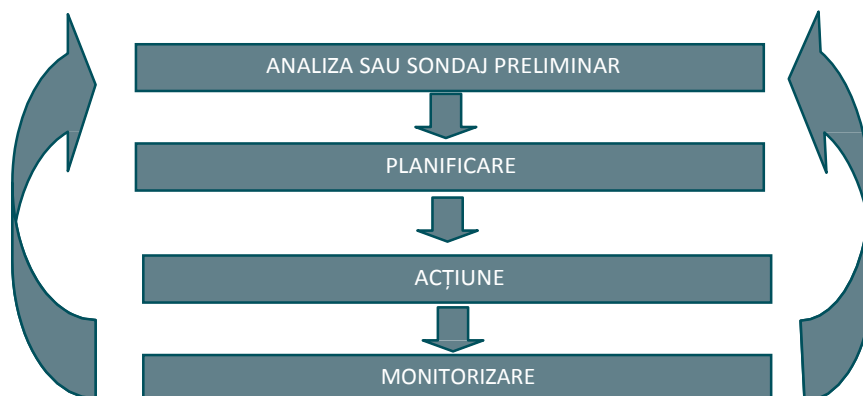 ANALIZA SAU SONDAJ PRELIMINAR
PLANIFICARE
ACȚIUNE
MONITORIZARE